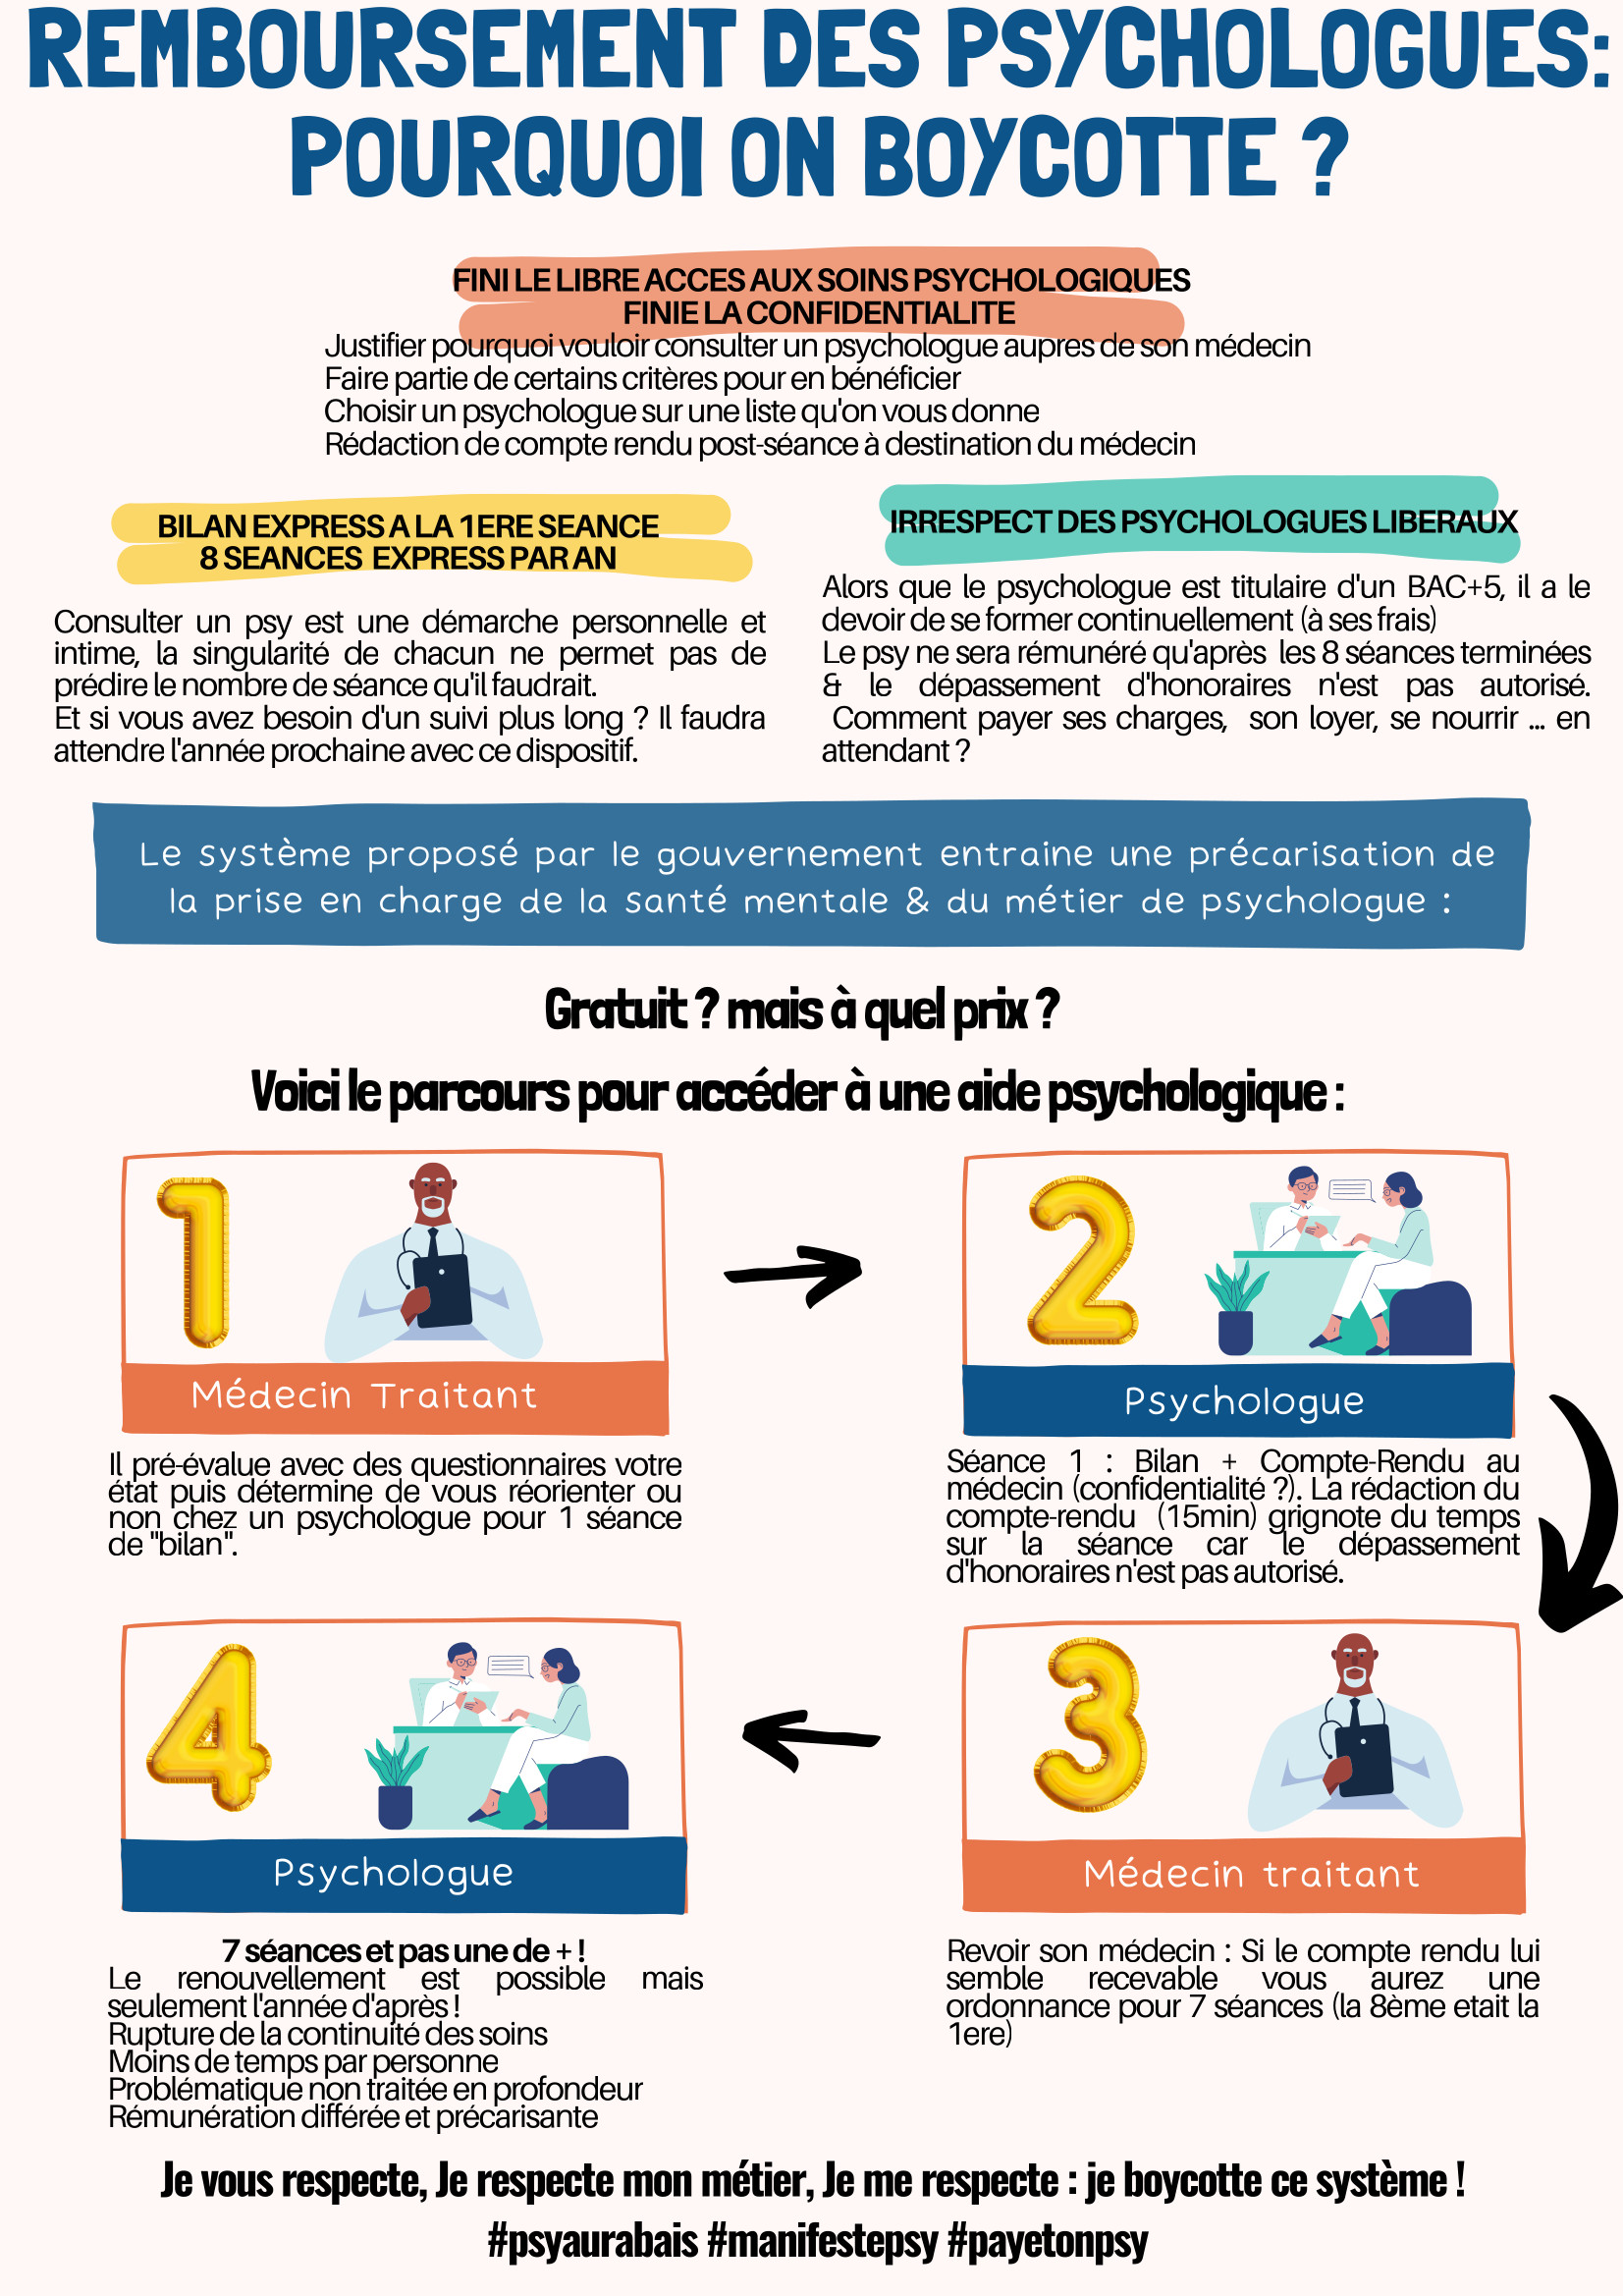 REMBOURSEMENT DES PSYCHOLOGUES:
POURQUOI ON BOYCOTTE ?
FINI LE LIBRE ACCES AUX SOINS PSYCHOLOGIQUES
FINIE LA CONFIDENTIALITE
Justifier pourquoi vouloir consulter un psychologue aupres de son médecin
Faire partie de certains critères pour en bénéficier
Choisir un psychologue sur une liste qu'on vous donne
Rédaction de compte rendu post-séance à destination du médecin
BILAN EXPRESS A LA 1ERE SEANCE
8 SEANCES EXPRESS PAR AN
Consulter un psy est une démarche personnelle et
intime, la singularité de chacun ne permet pas de
prédire le nombre de séance qu'il faudrait.
Et si vous avez besoin d'un suivi plus long ? Il faudra
attendre l'année prochaine avec ce dispositif.
IRRESPECT DES PSYCHOLOGUES LIBERAUX
Alors que le psychologue est titulaire d'un BAC+5, il a le
devoir de se former continuellement (à ses frais)
Le psy ne sera rémunéré qu'après les 8 séances terminées
& le dépassement d'honoraires n'est pas autorisé.
Comment payer ses charges, son loyer, se nourrir ... en
attendant ?
Le système proposé par le gouvernement entraine une précarisation de
la prise en charge de la santé mentale & du métier de psychologue :
Gratuit ? mais à quel prix ?
Voici le parcours pour accéder à une aide psychologique :
1
Médecin Traitant
Il pré-évalue avec des questionnaires votre
état puis détermine de vous réorienter ou
non chez un psychologue pour 1 séance
de "bilan".
2
Psychologue
Séance 1 : Bilan + Compte-Rendu au
médecin (confidentialité ?). La rédaction du
compte-rendu (15min) grignote du temps
sur la séance car le dépassement
d'honoraires n'est pas autorisé.
3
Médecin traitant
Revoir son médecin : Si le compte rendu lui
semble recevable vous aurez une
ordonnance pour 7 séances (la 8ème etait la
1ere)
4
Psychologue
7 séances et pas une de + !
Le renouvellement est possible mais
seulement l'année d'après !
Rupture de la continuité des soins
Moins de temps par personne
Problématique non traitée en profondeur
Rémunération différée et précarisante
Je vous respecte, Je respecte mon métier, Je me respecte : je boycotte ce système !
#psyaurabais #manifestepsy #payetonpsy